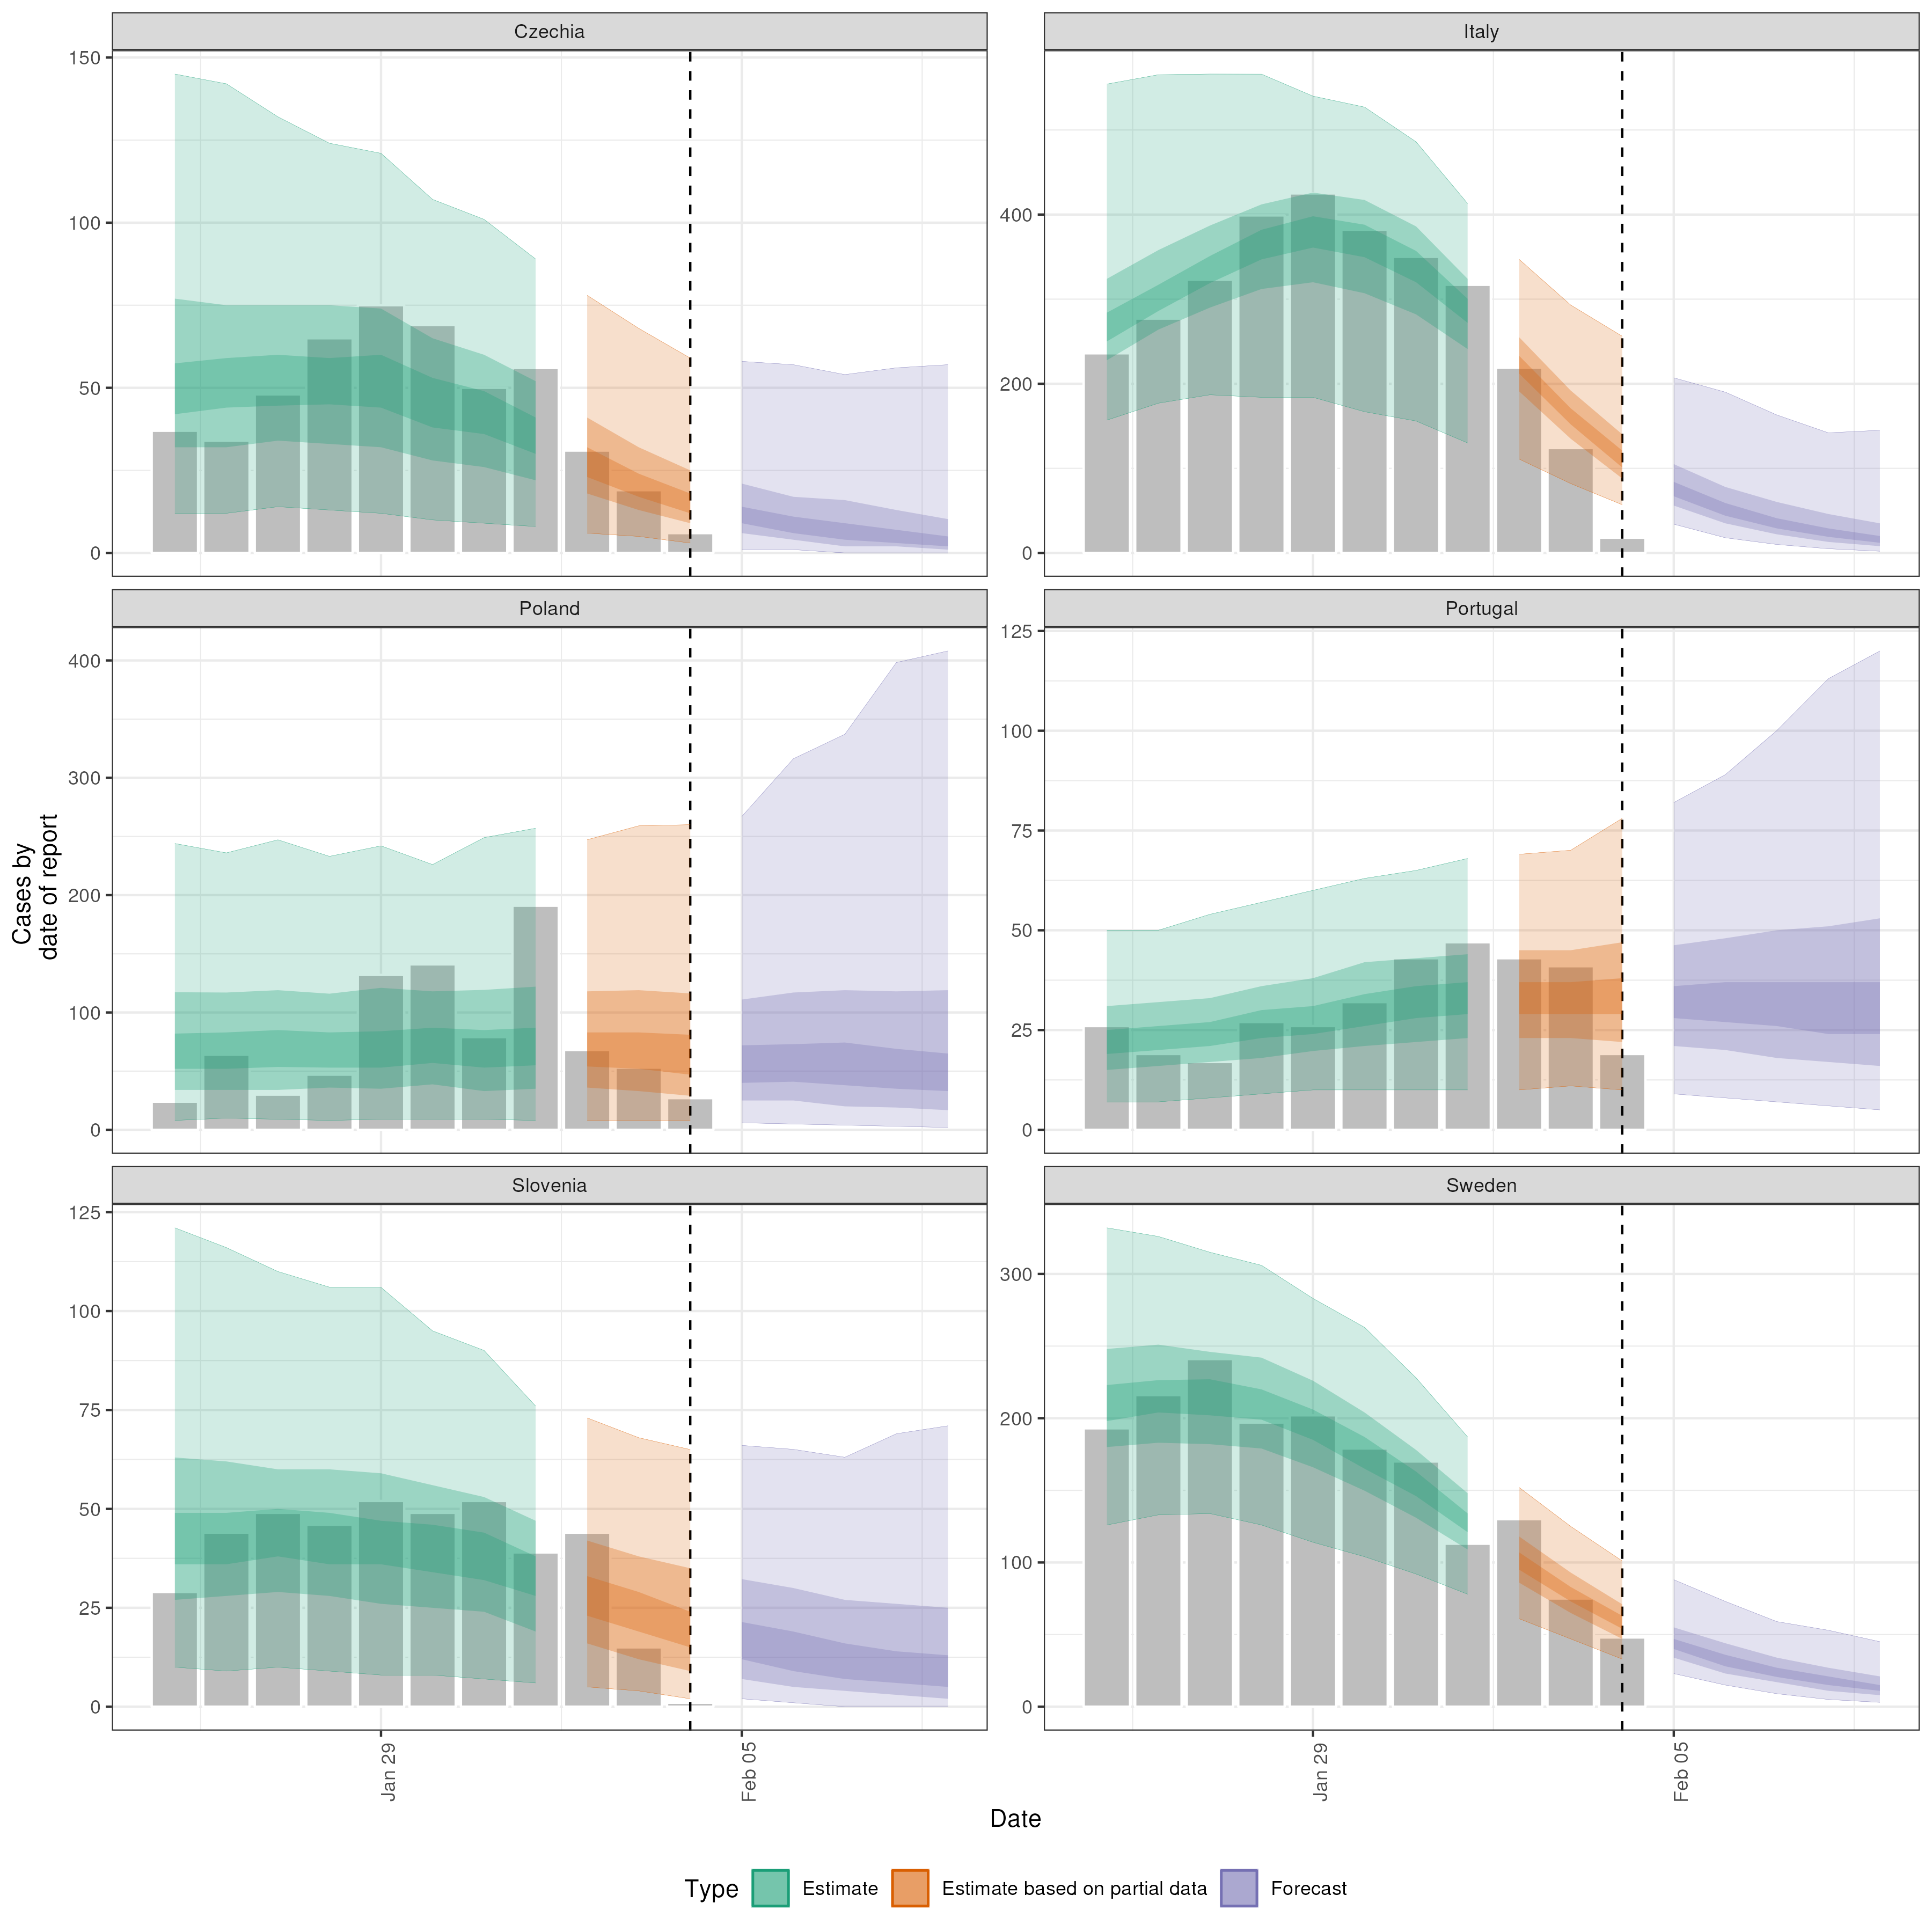 Czechia
Italy
150
100
50
0
400
200
0
Poland
Portugal
400
300
200
100
0
125
100
75
50
25
0
Cases by
date of report
Slovenia
Sweden
125
100
75
50
25
0
300
200
100
0
Jan 29
Feb 05
Jan 29
Feb 05
Date
Type
Estimate
Estimate based on partial data
Forecast